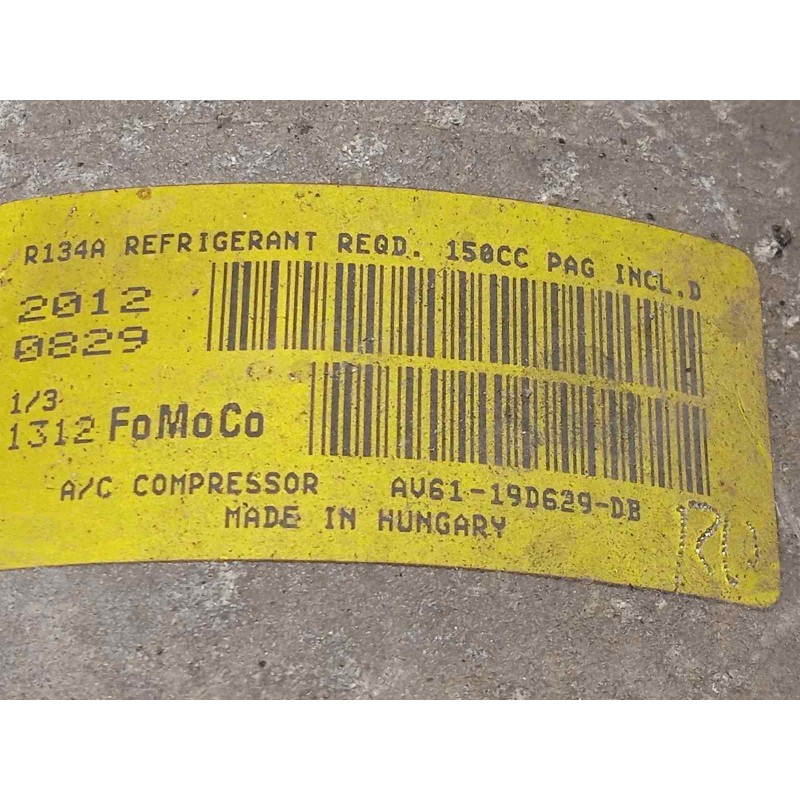 R134A REFRIGERANT REQD. 150CC PAG INCL.D
2012
0829
1/3
1312 FoMoCo
A/C COMPRESSOR AV61-19D629-DB
MADE IN HUNGARY